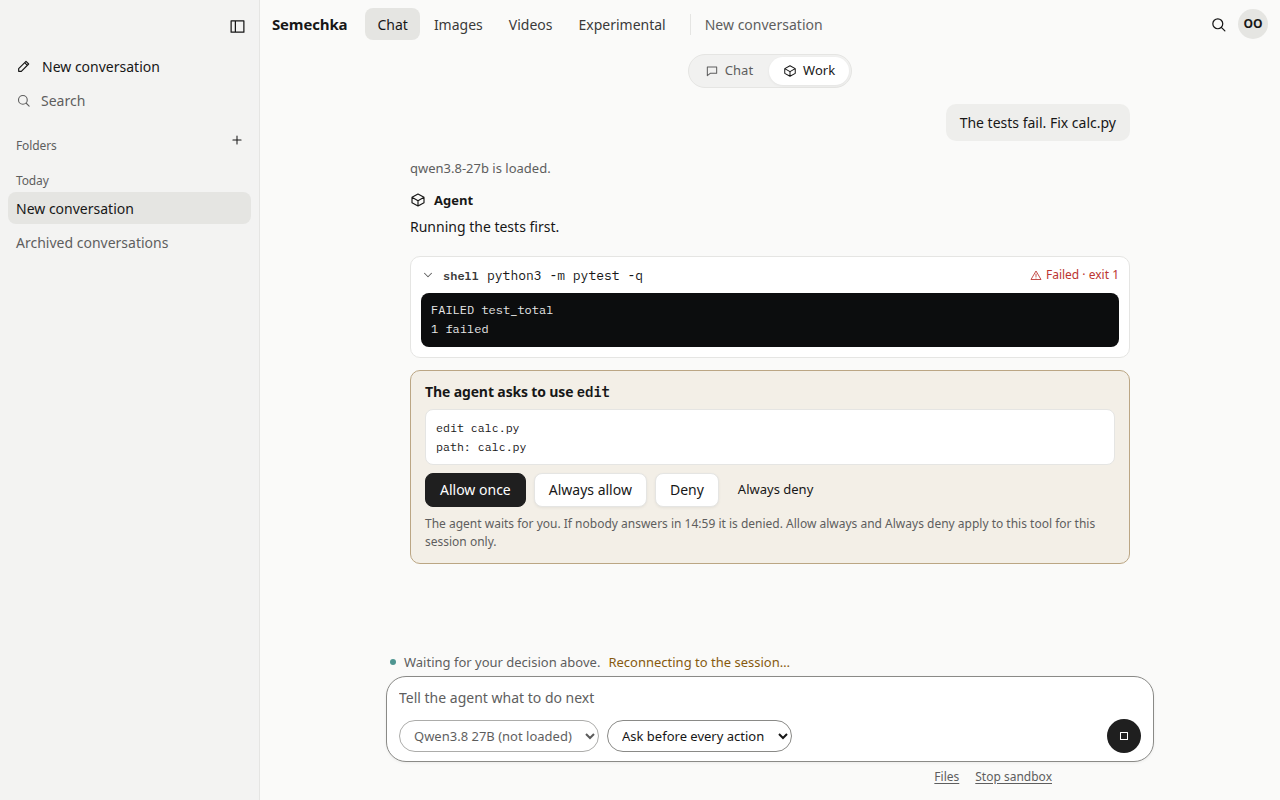 Semechka
Chat
Images
Videos
Experimental
New conversation
OO
New conversation
Search
Folders
Today
New conversation
Archived conversations
Chat
Work
The tests fail. Fix calc.py
qwen3.8-27b is loaded.
Agent
Running the tests first.
shell python3 -m pytest -q
Failed · exit 1
FAILED test_total
1 failed
The agent asks to use edit
edit calc.py
path: calc.py
Allow once
Always allow
Deny
Always deny
The agent waits for you. If nobody answers in 14:59 it is denied. Allow always and Always deny apply to this tool for this
session only.
Waiting for your decision above. Reconnecting to the session...
Tell the agent what to do next
Qwen3.8 27B (not loaded)
Ask before every action
Files
Stop sandbox